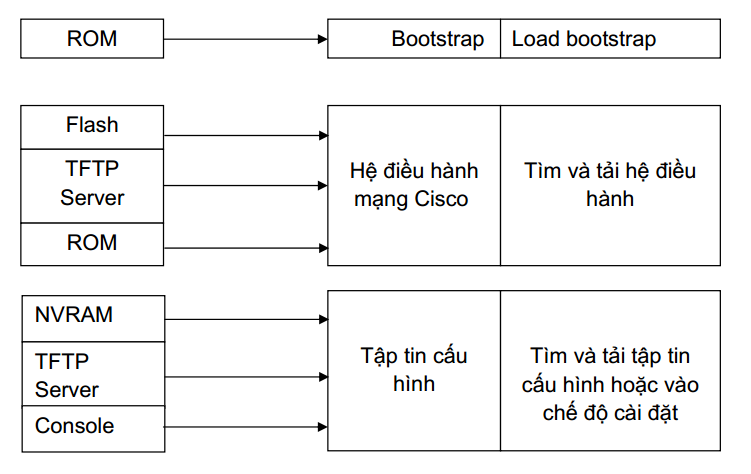 ROM
Bootstrap
Load bootstrap
Flash
TFTP
Server
ROM
Hệ điều hành
mạng Cisco
Tìm và tải hệ điều
hành
NVRAM
TFTP
Server
Console
Tập tin cấu
hình
Tìm và tải tập tin
cấu hình hoặc vào
chế độ cài đặt